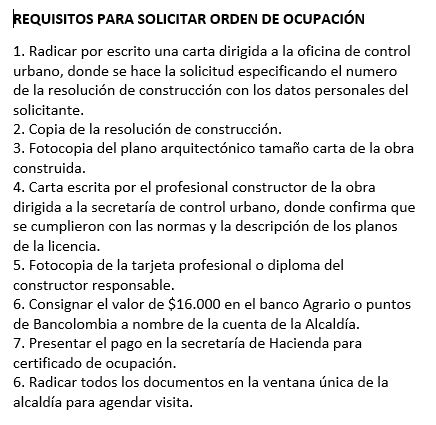 REQUISITOS PARA SOLICITAR ORDEN DE OCUPACIÓN
1. Radicar por escrito una carta dirigida a la oficina de control
urbano, donde se hace la solicitud especificando el numero
de la resolución de construcción con los datos personales del
solicitante.
2. Copia de la resolución de construcción.
3. Fotocopia del plano arquitectónico tamaño carta de la obra
construida.
4. Carta escrita por el profesional constructor de la obra
dirigida a la secretaría de control urbano, donde confirma que
se cumplieron con las normas y la descripción de los planos
de la licencia.
5. Fotocopia de la tarjeta profesional o diploma del
constructor responsable.
6. Consignar el valor de $16.000 en el banco Agrario o puntos
de Bancolombia a nombre de la cuenta de la Alcaldía.
7. Presentar el pago en la secretaría de Hacienda para
certificado de ocupación.
6. Radicar todos los documentos en la ventana única de la
alcaldía para agendar visita.